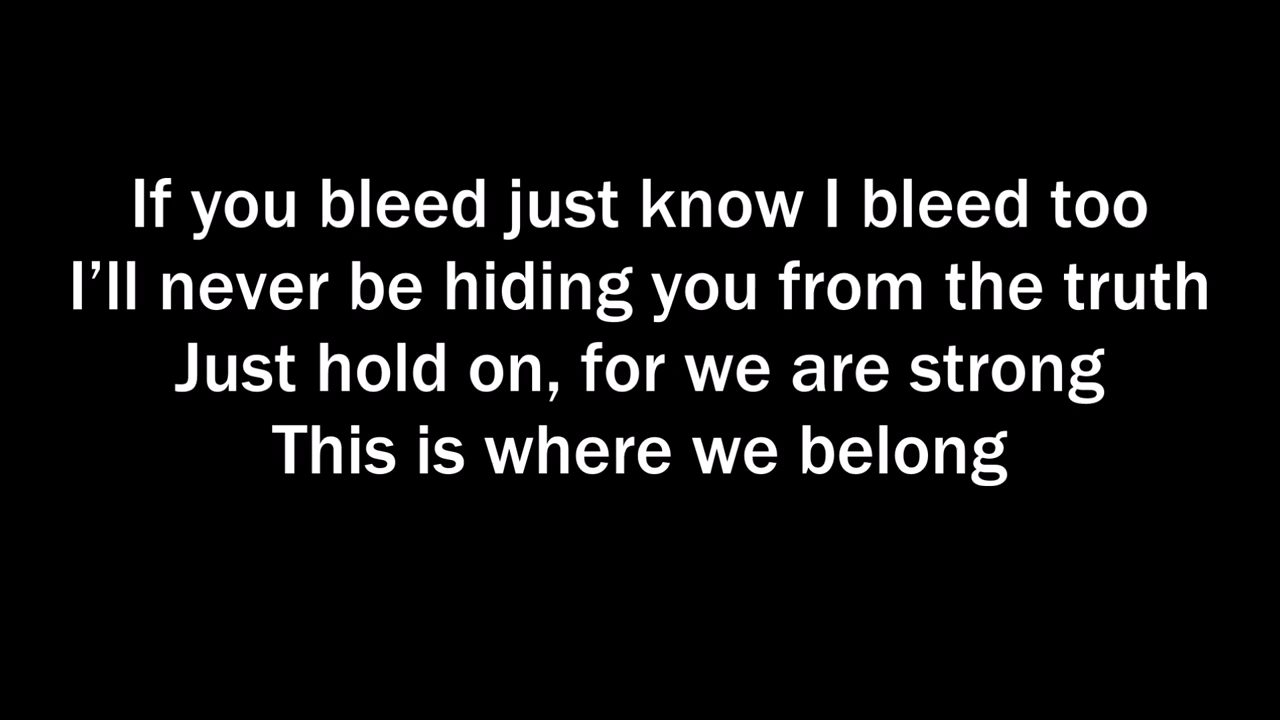 If you bleed just know I bleed too
I’ll never be hiding you from the truth
Just hold on, for we are strong
This is where we belong